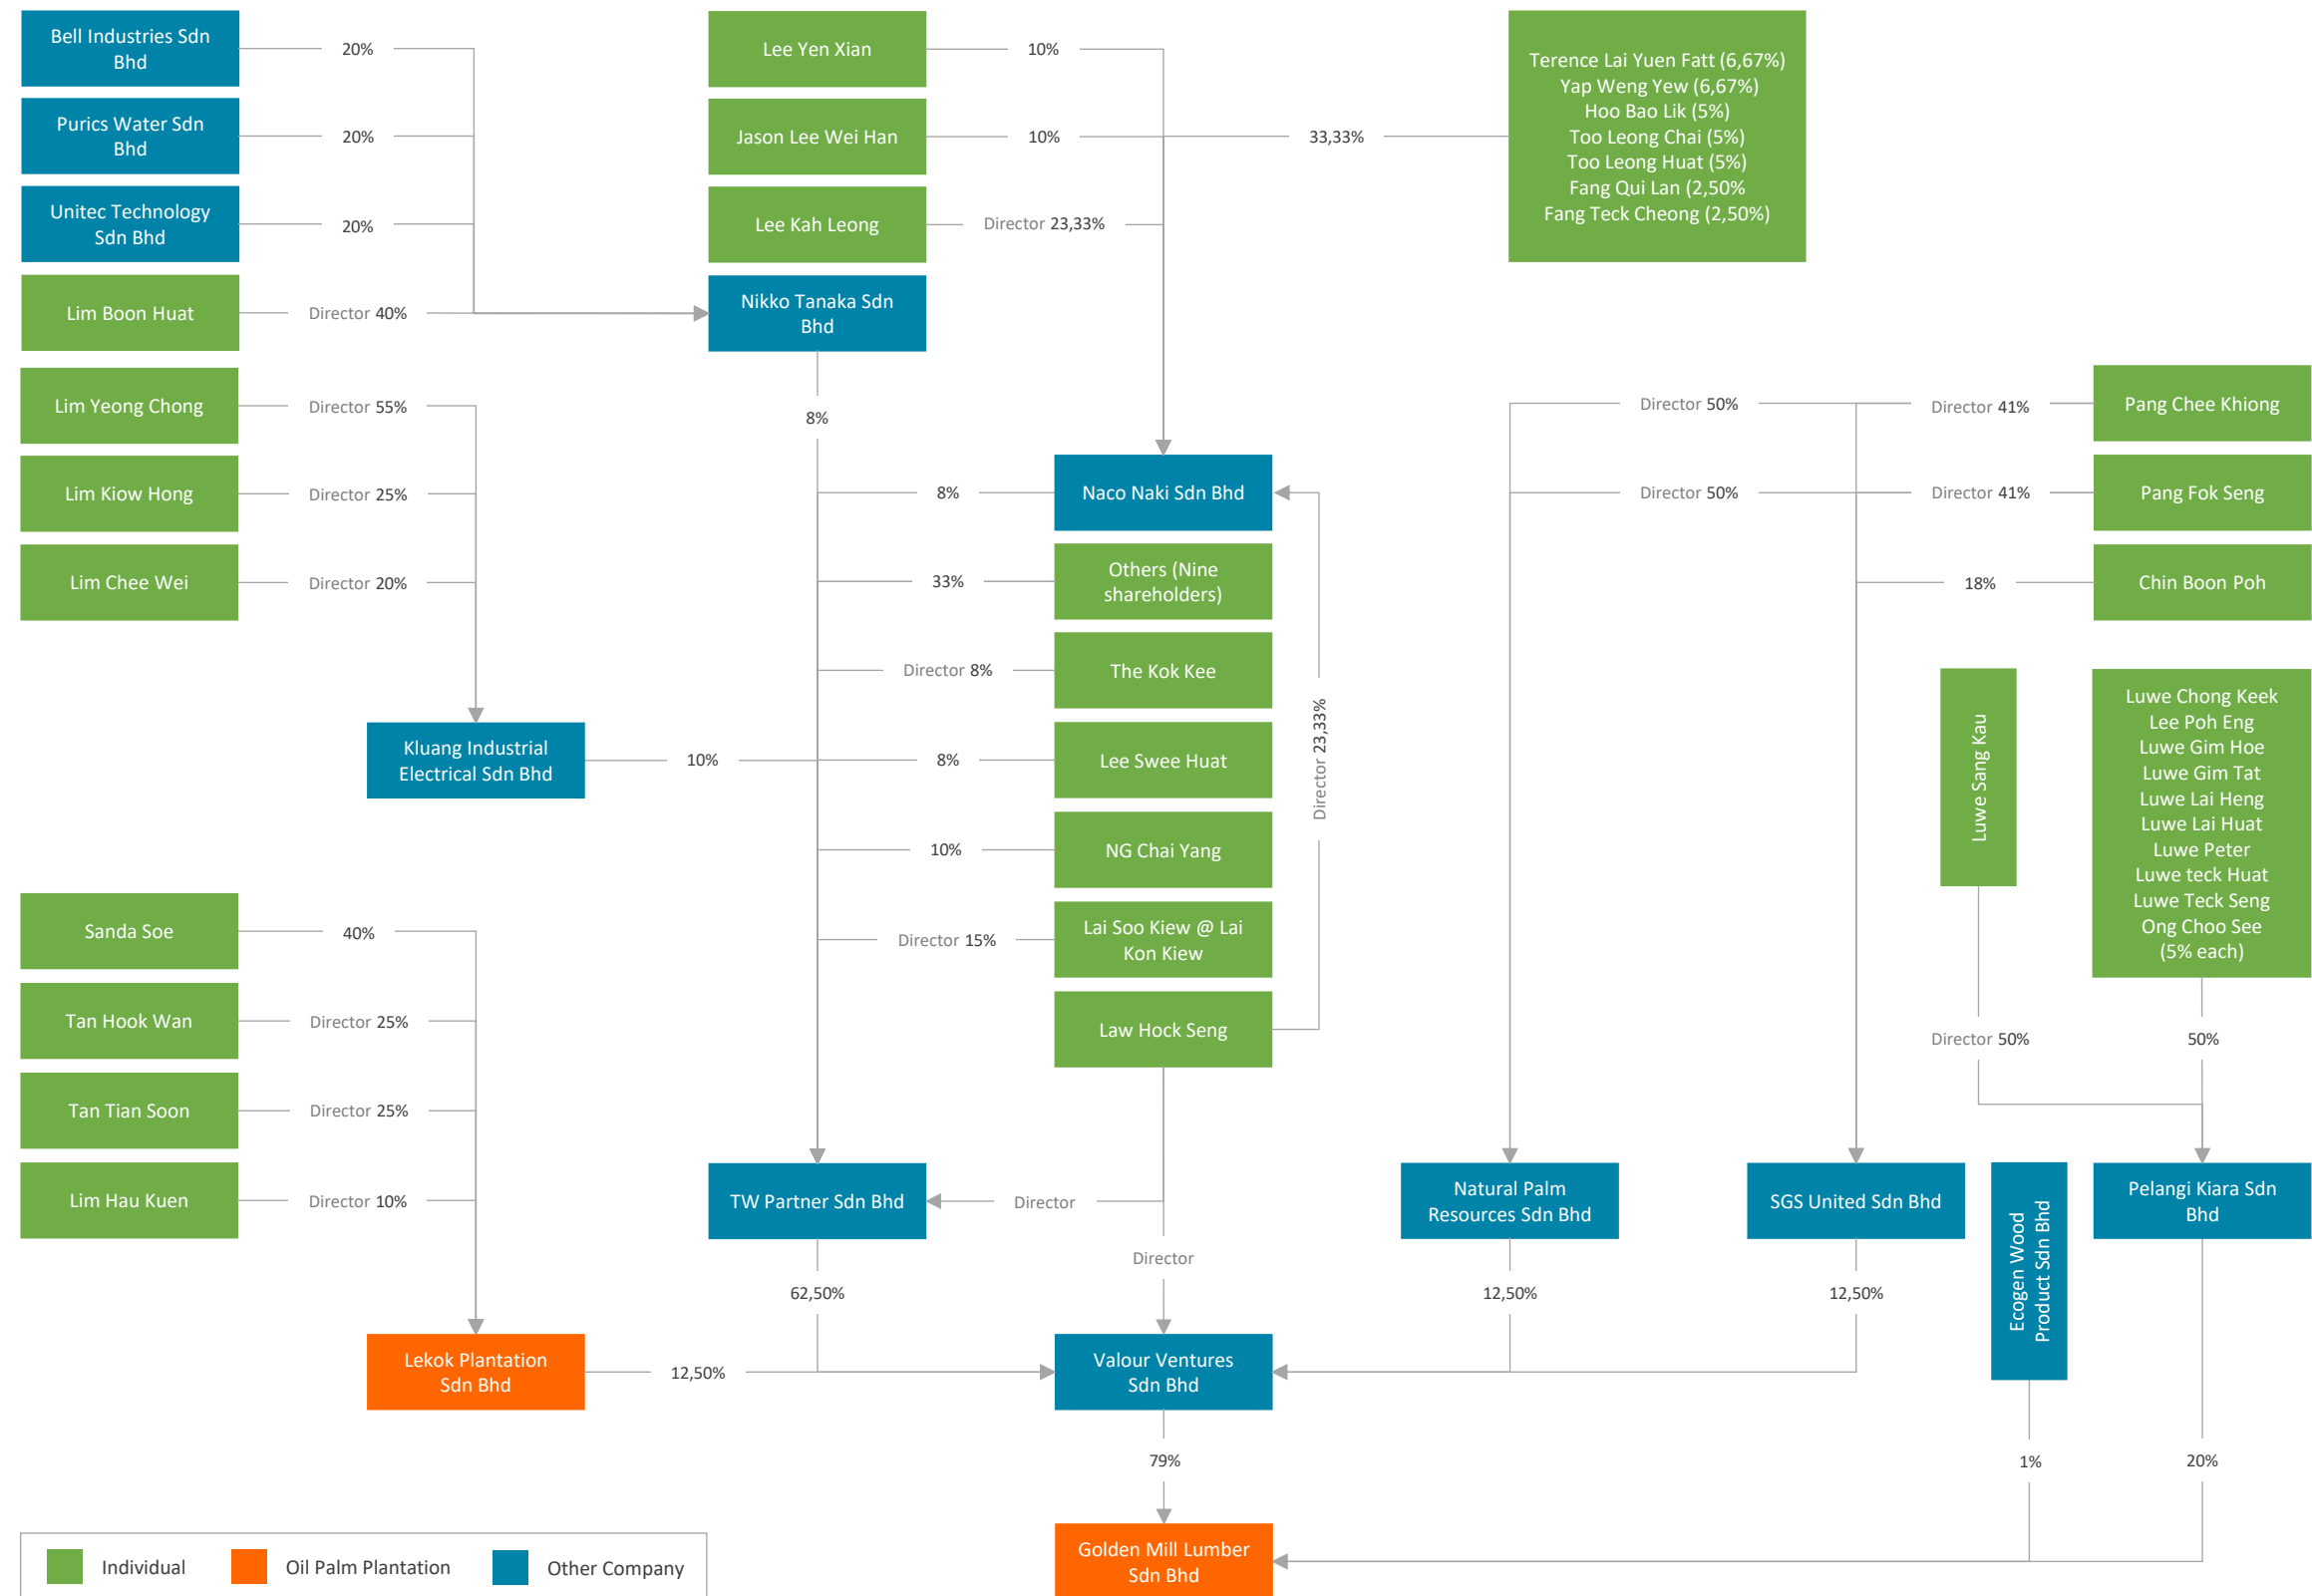 Bell Industries Sdn
Bhd
20%
Purics Water Sdn
Bhd
20%
Unitec Technology
Sdn Bhd
20%
Lim Boon Huat
Director 40%
Lim Yeong Chong
Director 55%
Lim Kiow Hong
Director 25%
Lim Chee Wei
Director 20%
Lee Yen Xian
10%
Jason Lee Wei Han
10%
Lee Kah Leong
Director 23,33%
Nikko Tanaka Sdn
Bhd
8%
33,33%
Terence Lai Yuen Fatt (6,67%)
Yap Weng Yew (6,67%)
Hoo Bao Lik (5%)
Too Leong Chai (5%)
Too Leong Huat (5%)
Fang Qui Lan (2,50%
Fang Teck Cheong (2,50%)
Director 50%
Director 41%
Pang Chee Khiong
Director 50%
Director 41%
Pang Fok Seng
18%
Chin Boon Poh
8%
Naco Naki Sdn Bhd
33%
Others (Nine
shareholders)
Director 8%
The Kok Kee
8%
Lee Swee Huat
10%
NG Chai Yang
Director 15%
Lai Soo Kiew @ Lai
Kon Kiew
Law Hock Seng
Director 23,33%
Kluang Industrial
Electrical Sdn Bhd
10%
Luwe Sang Kau
Director 50%
Luwe Chong Keek
Lee Poh Eng
Luwe Gim Hoe
Luwe Gim Tat
Luwe Lai Heng
Luwe Lai Huat
Luwe Peter
Luwe teck Huat
Luwe Teck Seng
Ong Choo See
(5% each)
50%
Sanda Soe
40%
Tan Hook Wan
Director 25%
Tan Tian Soon
Director 25%
Lim Hau Kuen
Director 10%
TW Partner Sdn Bhd
Director
Director
62,50%
Natural Palm
Resources Sdn Bhd
12,50%
SGS United Sdn Bhd
12,50%
Ecogen Wood
Product Sdn Bhd
Pelangi Kiara Sdn
Bhd
Lekok Plantation
Sdn Bhd
12,50%
Valour Ventures
Sdn Bhd
79%
1%
20%
Golden Mill Lumber
Sdn Bhd
Individual
Oil Palm Plantation
Other Company